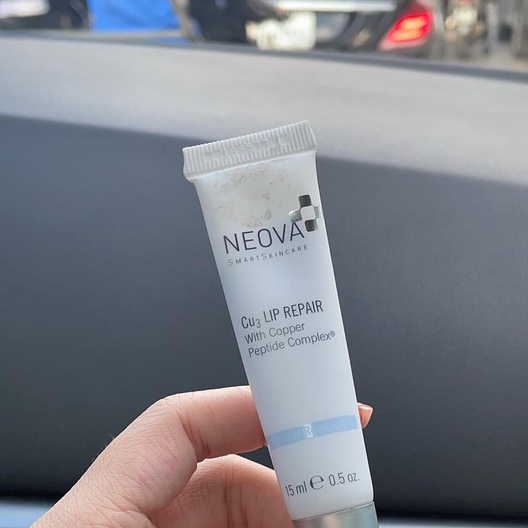 NEOVA
SMARTSKINCARE
Cu₃ LIP REPAIR
With Copper
Peptide Complex®
15 ml ℮ 0.5 oz.